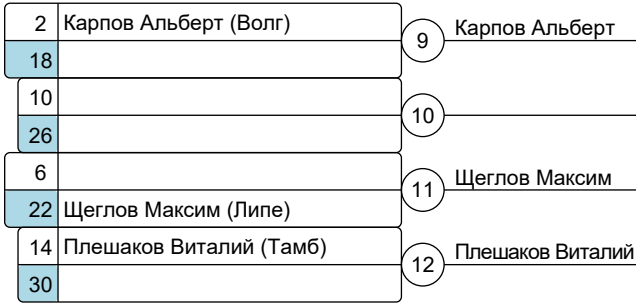 2 Карпов Альберт (Волг)
9 Карпов Альберт
18
10
10
26
6
11 Щеглов Максим
22 Щеглов Максим (Липе)
14 Плешаков Виталий (Тамб)
12 Плешаков Виталий
30